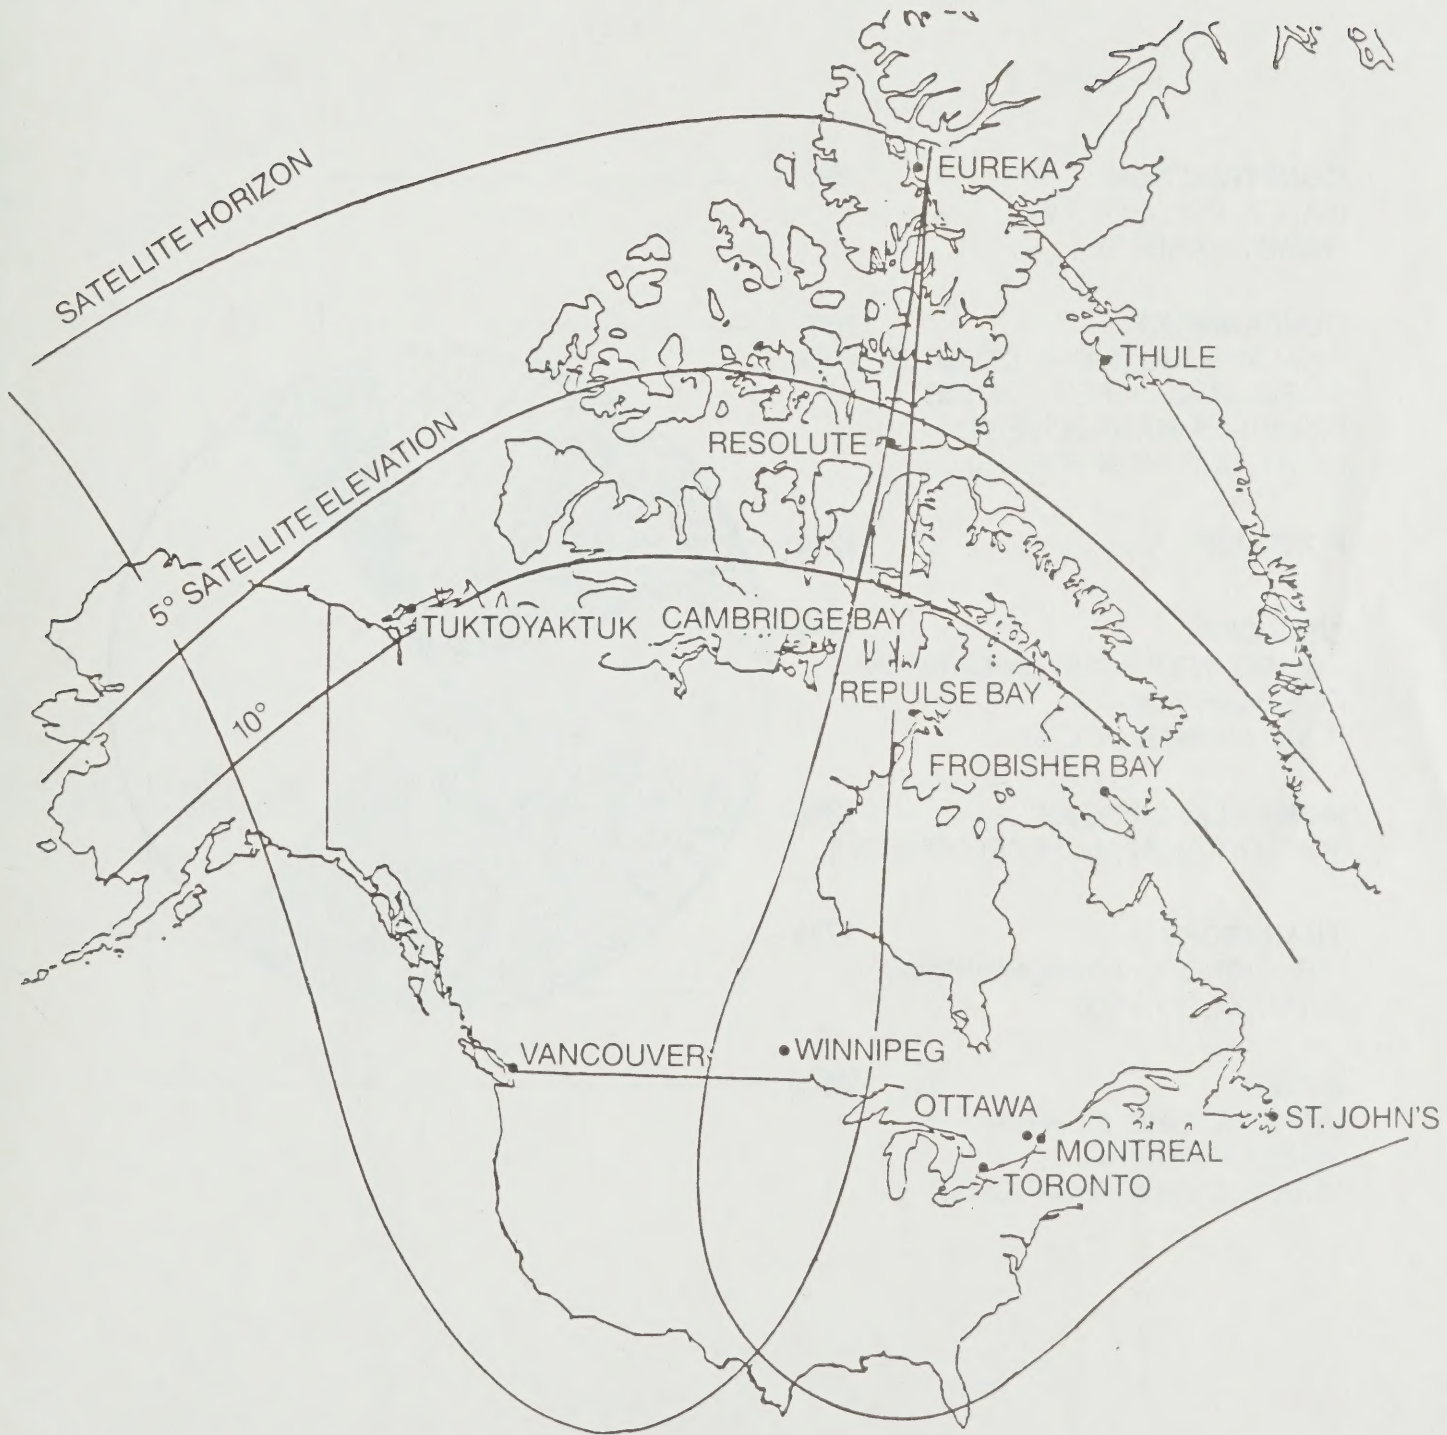 SATELLITE HORIZON
EUREKA
THULE
RESOLUTE
5° SATELLITE ELEVATION
TUKTOYAKTUK
CAMBRIDGE BAY
REPULSE BAY
10°
FROBISHER BAY
VANCOUVER
WINNIPEG
OTTAWA
ST. JOHN'S
MONTREAL
TORONTO